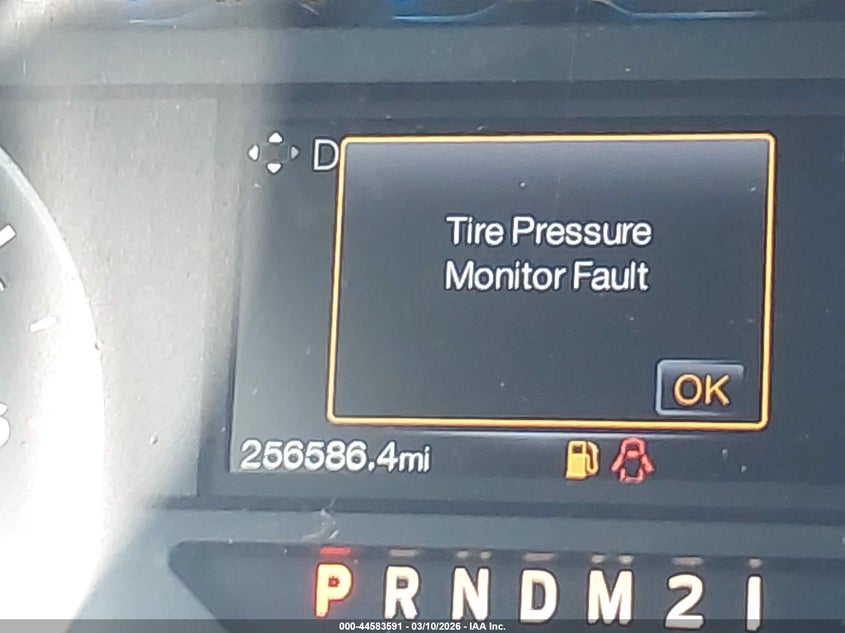 D
Tire Pressure
Monitor Fault
OK
256586.4mi
P R N D M 2 1
000-44583591 - 03/10/2026 - IAA Inc.